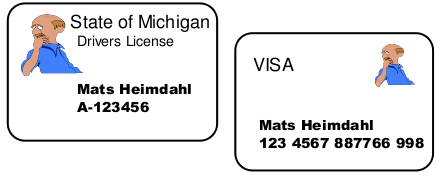 State of Michigan
Drivers License
Mats Heimdahl
A-123456
VISA
Mats Heimdahl
123 4567 887766 998